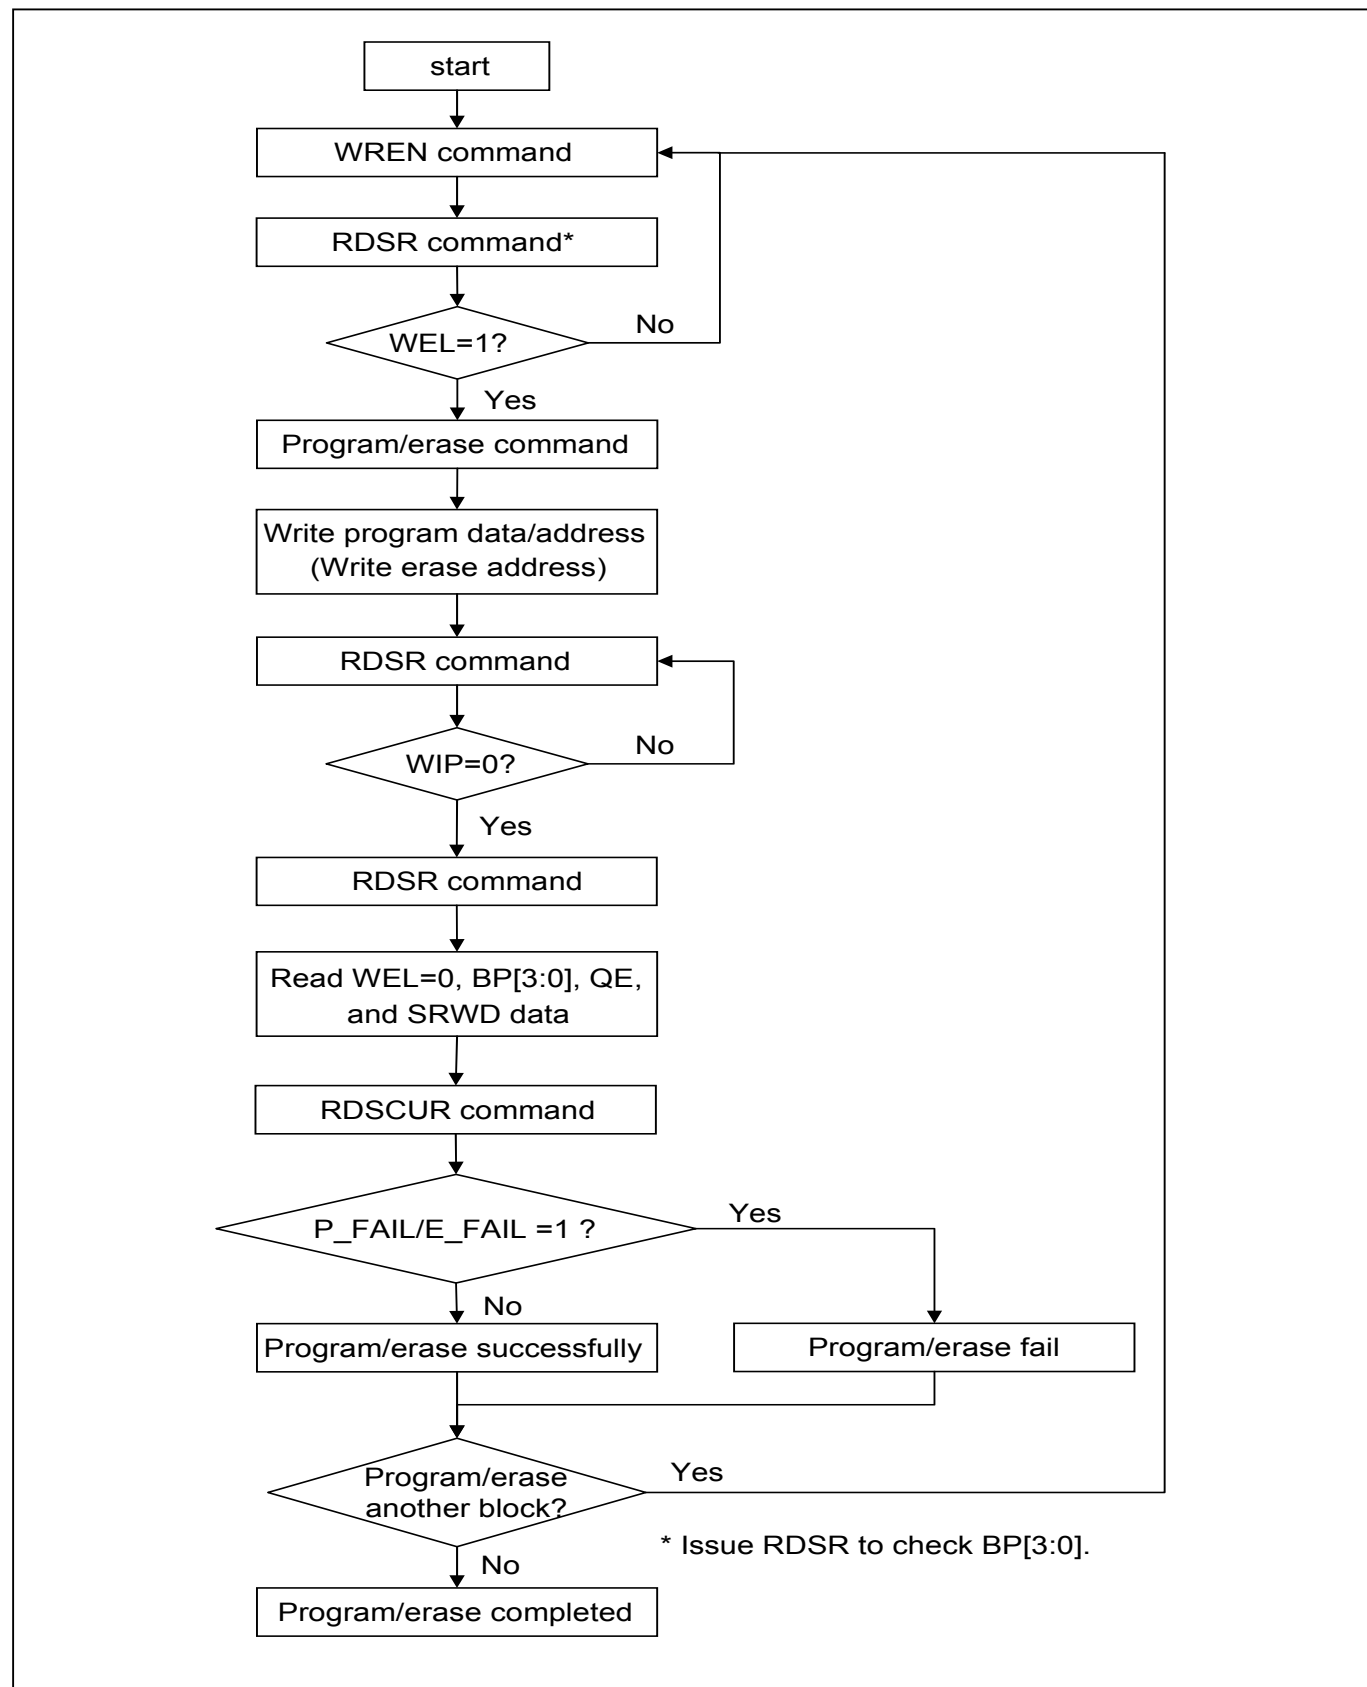 start
WREN command
RDSR command*
WEL=1?
No
Yes
Program/erase command
Write program data/address
(Write erase address)
RDSR command
WIP=0?
No
Yes
RDSR command
Read WEL=0, BP[3:0], QE,
and SRWD data
RDSCUR command
P_FAIL/E_FAIL =1 ?
Yes
No
Program/erase successfully
Program/erase fail
Program/erase
another block?
Yes
* Issue RDSR to check BP[3:0].
No
Program/erase completed